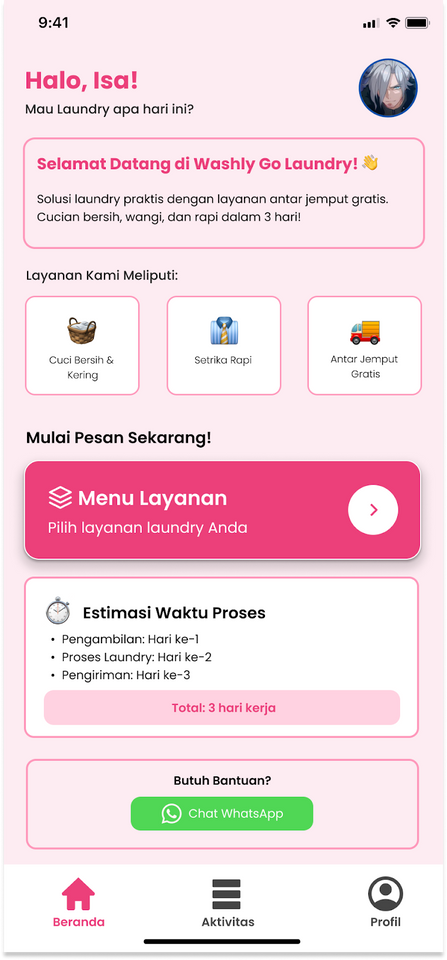 9:41
Halo, Isa!
Mau Laundry apa hari ini?
Selamat Datang di Washly Go Laundry! 👋
Solusi laundry praktis dengan layanan antar jemput gratis.
Cucian bersih, wangi, dan rapi dalam 3 hari!
Layanan Kami Meliputi:
Cuci Bersih &
Kering
Setrika Rapi
Antar Jemput
Gratis
Mulai Pesan Sekarang!
Menu Layanan
Pilih layanan laundry Anda
Estimasi Waktu Proses
• Pengambilan: Hari ke-1
• Proses Laundry: Hari ke-2
• Pengiriman: Hari ke-3
Total: 3 hari kerja
Butuh Bantuan?
Chat WhatsApp
Beranda
Aktivitas
Profil